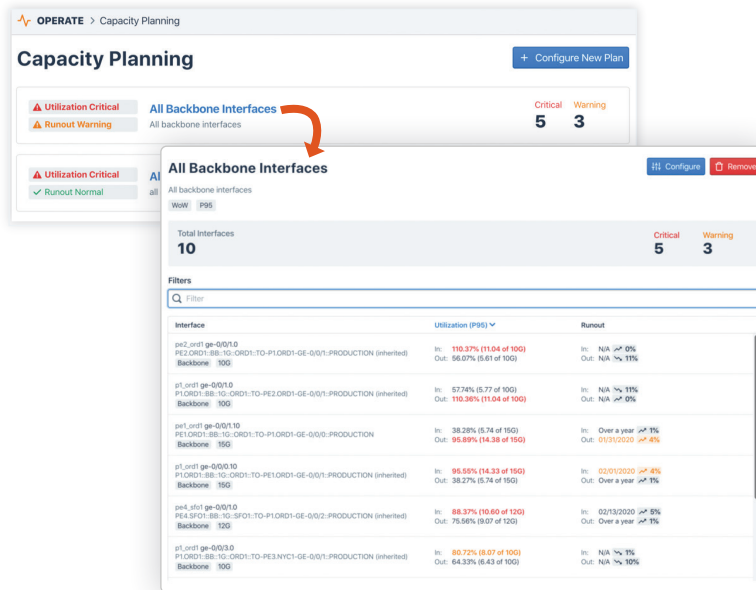 OPERATE > Capacity Planning
Capacity Planning
+ Configure New Plan
Utilization Critical
Runout Warning
All Backbone Interfaces
All backbone interfaces
Critical Warning
5 3
Utilization Critical
Runout Normal
Al
all
All Backbone Interfaces
Configure
Remove
All backbone interfaces
WoW P95
Total Interfaces
10
Critical Warning
5 3
Filters
Filter
Interface Utilization (P95) Runout
pe2_ord1 ge-0/0/1.0
PE2.ORD1::BB::1G::ORD1::TO-P1.ORD1-GE-0/0/1::PRODUCTION (inherited)
Backbone 10G
In: 110.37% (11.04 of 10G)
Out: 56.07% (5.61 of 10G)
In: N/A 0%
Out: N/A 11%
p1_ord1 ge-0/0/1.0
P1.ORD1::BB::1G::ORD1::TO-PE2.ORD1-GE-0/0/1::PRODUCTION (inherited)
Backbone 10G
In: 57.74% (5.77 of 10G)
Out: 110.36% (11.04 of 10G)
In: N/A 11%
Out: N/A 0%
pe1_ord1 ge-0/0/1.10
PE1.ORD1::BB::1G::ORD1::TO-P1.ORD1-GE-0/0/0::PRODUCTION
Backbone 15G
In: 38.28% (5.74 of 15G)
Out: 95.89% (14.38 of 15G)
In: Over a year 1%
Out: 01/31/2020 4%
p1_ord1 ge-0/0/0.10
P1.ORD1::BB::1G::ORD1::TO-PE1.ORD1-GE-0/0/1::PRODUCTION (inherited)
Backbone 15G
In: 95.55% (14.33 of 15G)
Out: 38.27% (5.74 of 15G)
In: 02/01/2020 4%
Out: Over a year 1%
pe4_sfo1 ge-0/0/1.0
PE4.SFO1::BB::1G::SFO1::TO-P1.ORD1-GE-0/0/2::PRODUCTION (inherited)
Backbone 12G
In: 88.37% (10.60 of 12G)
Out: 75.56% (9.07 of 12G)
In: 02/13/2020 5%
Out: Over a year 1%
p1_ord1 ge-0/0/3.0
P1.ORD1::BB::1G::ORD1::TO-PE3.NYC1-GE-0/0/1::PRODUCTION (inherited)
Backbone 10G
In: 80.72% (8.07 of 10G)
Out: 64.33% (6.43 of 10G)
In: N/A 1%
Out: N/A 10%